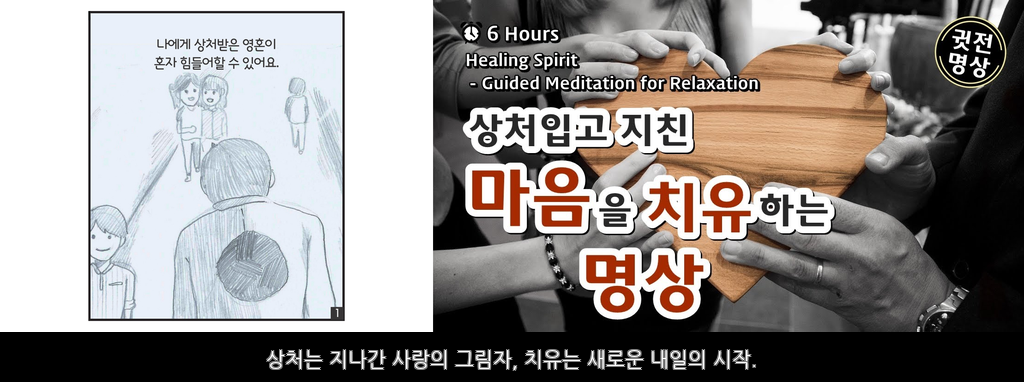 나에게 상처받은 영혼이
혼자 힘들어할 수 있어요.
1
6 Hours
Healing Spirit
- Guided Meditation for Relaxation
귓전
명상
상처입고 지친
마음을 치유하는
명상
상처는 지나간 사랑의 그림자, 치유는 새로운 내일의 시작.